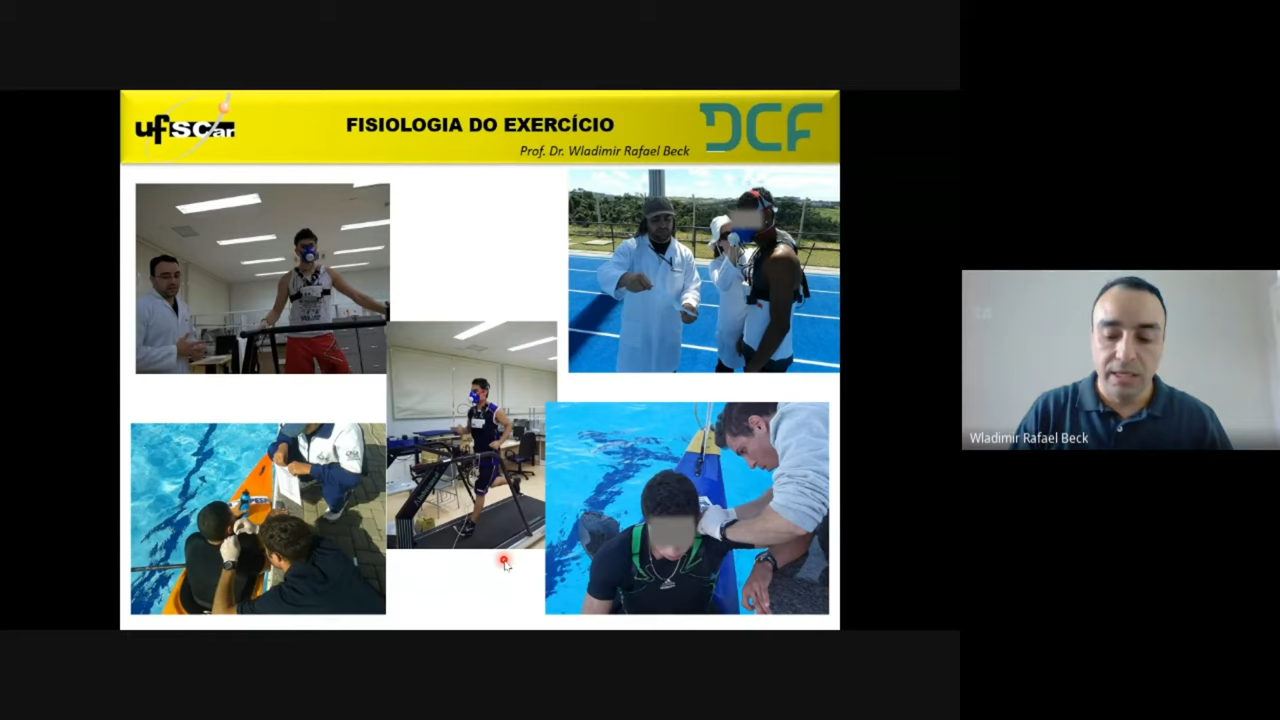 ufscar
FISIOLOGIA DO EXERCÍCIO
Prof. Dr. Wladimir Rafael Beck
DCF
Wladimir Rafael Beck